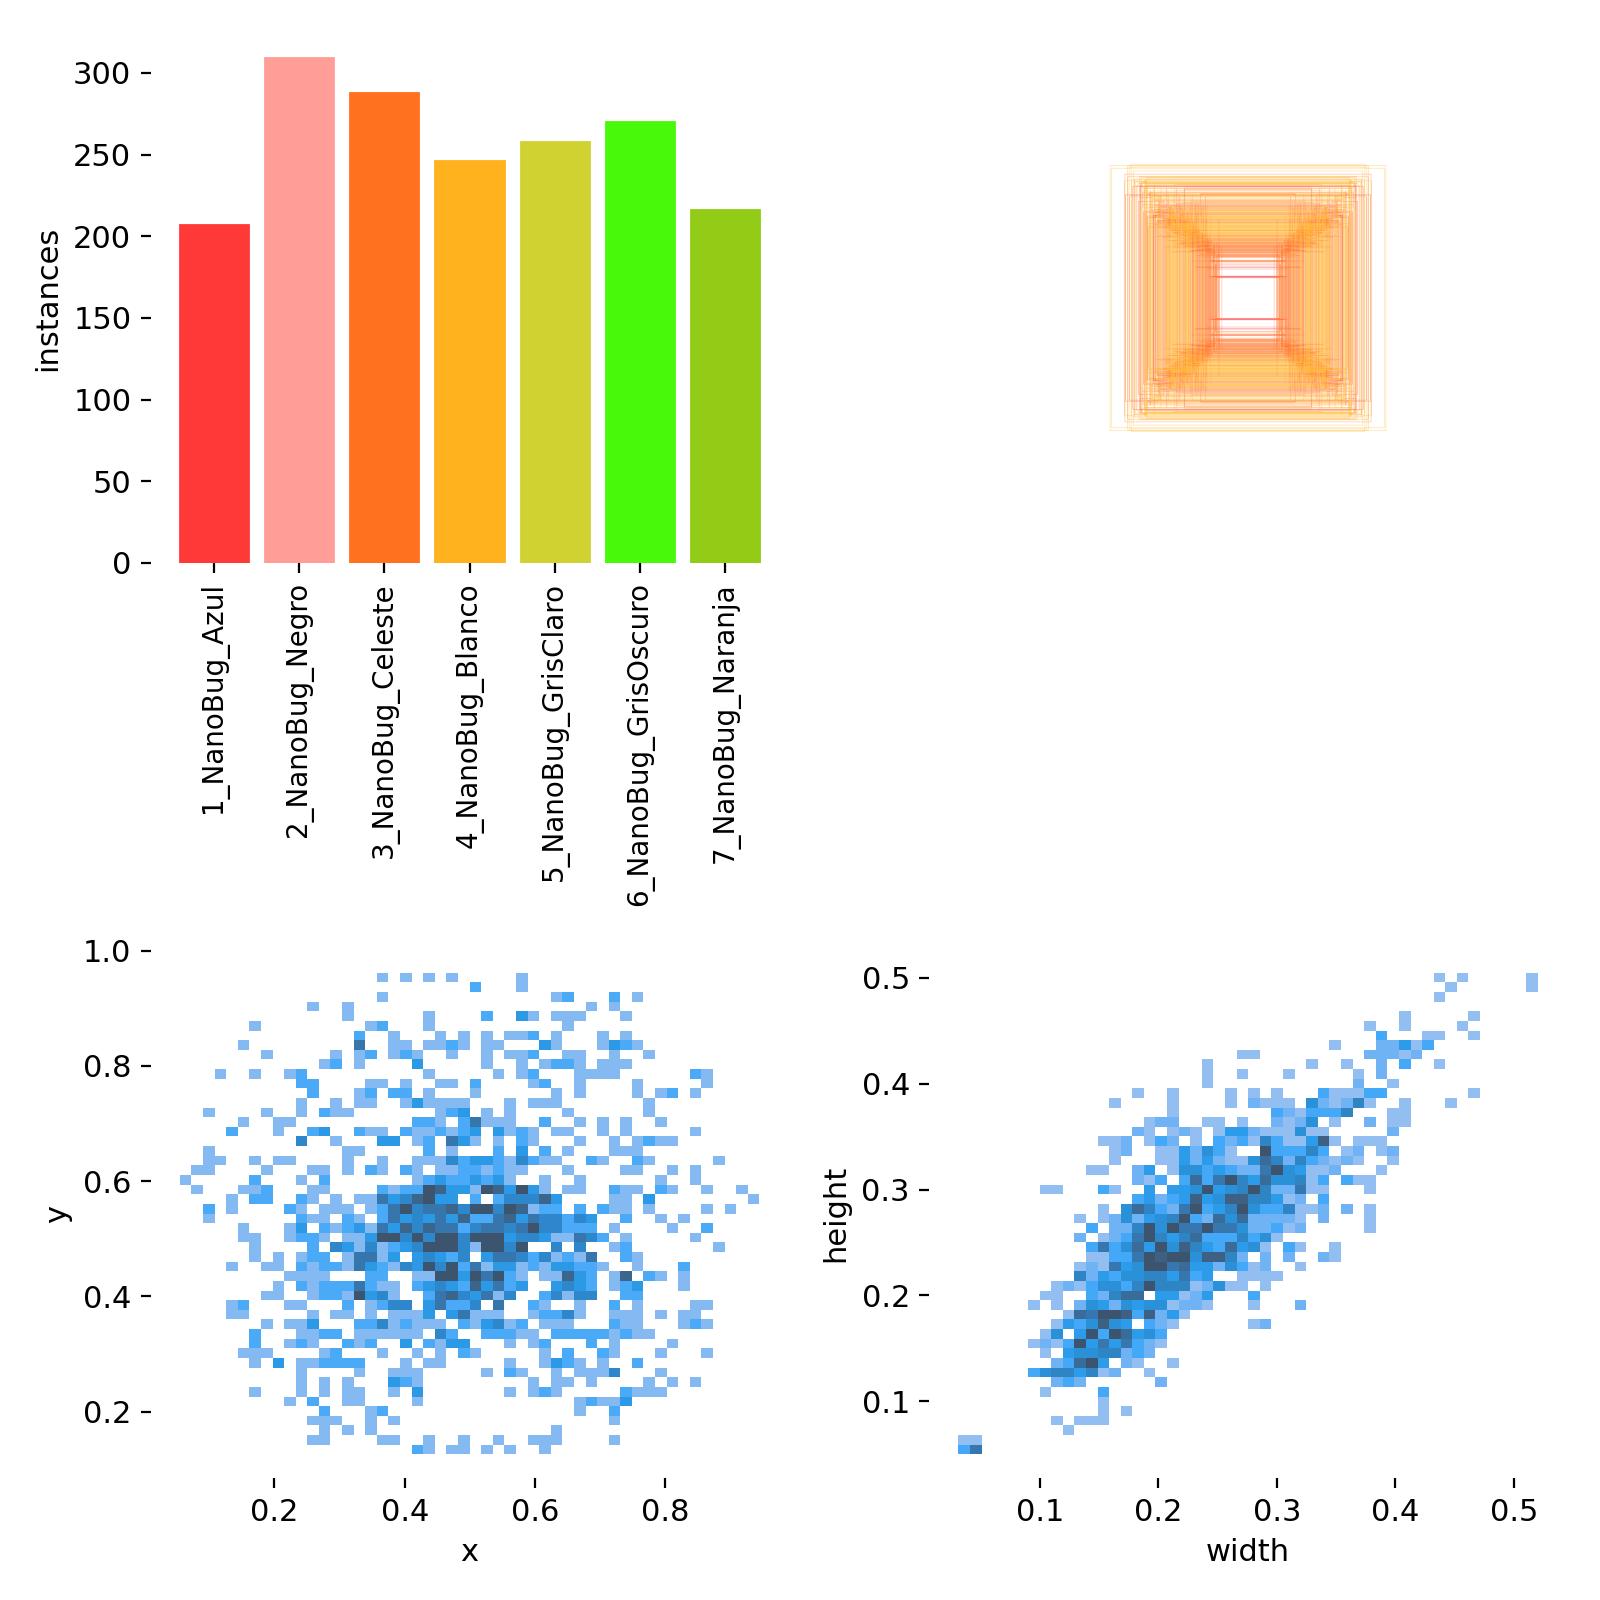 300
250
200
150
100
50
0
instances
1_NanoBug_Azul
2_NanoBug_Negro
3_NanoBug_Celeste
4_NanoBug_Blanco
5_NanoBug_GrisClaro
6_NanoBug_GrisOscuro
7_NanoBug_Naranja
1.0
0.8
0.6
0.4
0.2
y
0.2 0.4 0.6 0.8
x
0.5
0.4
0.3
0.2
0.1
height
0.1 0.2 0.3 0.4 0.5
width